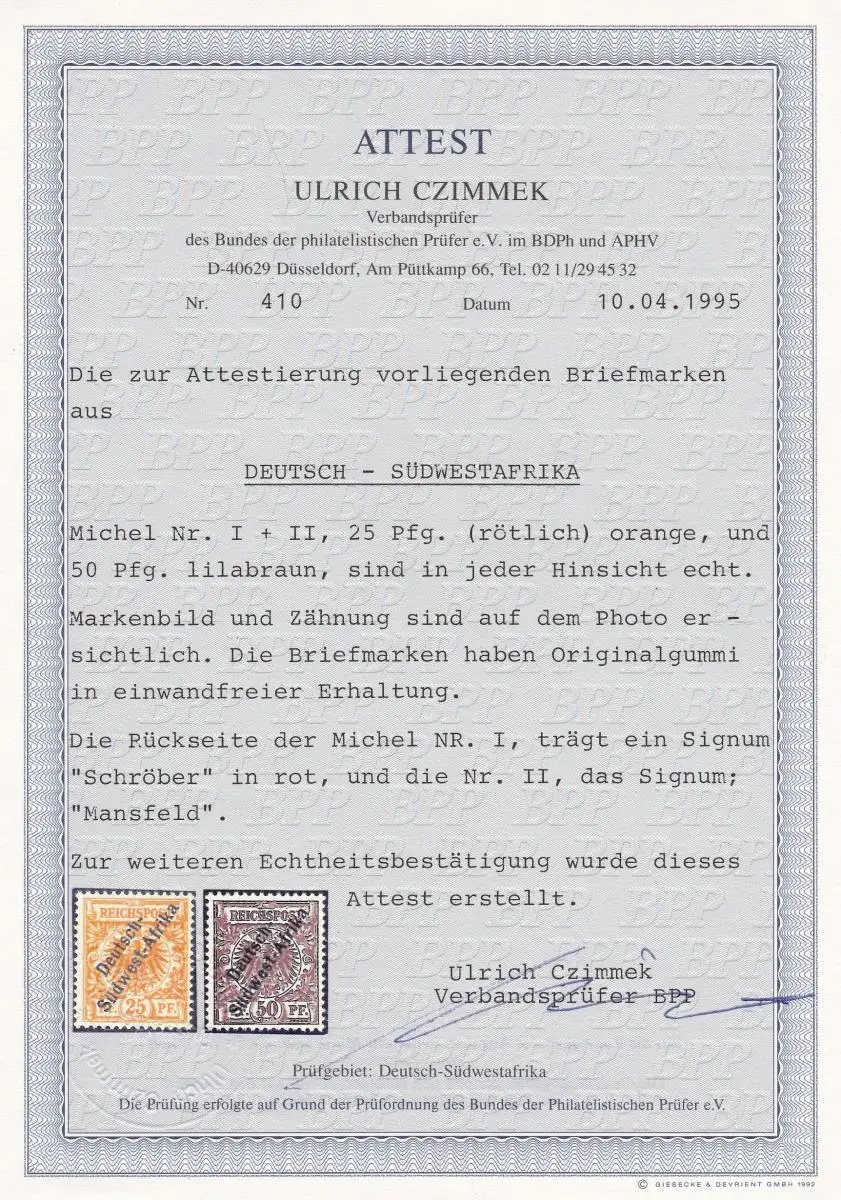 ATTEST
ULRICH CZIMMEK
Verbandsprüfer
des Bundes der philatelistischen Prüfer e.V. im BDPh und APHV
D-40629 Düsseldorf, Am Püttkamp 66, Tel. 02 11/29 45 32
Nr. 410 Datum 10.04.1995
Die zur Attestierung vorliegenden Briefmarken
aus
DEUTSCH - SÜDWESTAFRIKA
Michel Nr. I + II, 25 Pfg. (rötlich) orange, und
50 Pfg. lilabraun, sind in jeder Hinsicht echt.
Markenbild und Zähnung sind auf dem Photo er -
sichtlich. Die Briefmarken haben Originalgummi
in einwandfreier Erhaltung.
Die Rückseite der Michel NR. I, trägt ein Signum
"Schröber" in rot, und die Nr. II, das Signum;
"Mansfeld".
Zur weiteren Echtheitsbestätigung wurde dieses
Attest erstellt.
REICHSPOST
Deutsch-
Südwest-Afrika
25 PF.
REICHSPOST
Deutsch-
Südwest-Afrika
50 PF.
Ulrich Czimmek
Verbandsprüfer BPP
Prüfgebiet: Deutsch-Südwestafrika
Die Prüfung erfolgte auf Grund der Prüfordnung des Bundes der Philatelistischen Prüfer e.V.
© GIESECKE & DEVRIENT GMBH 1992